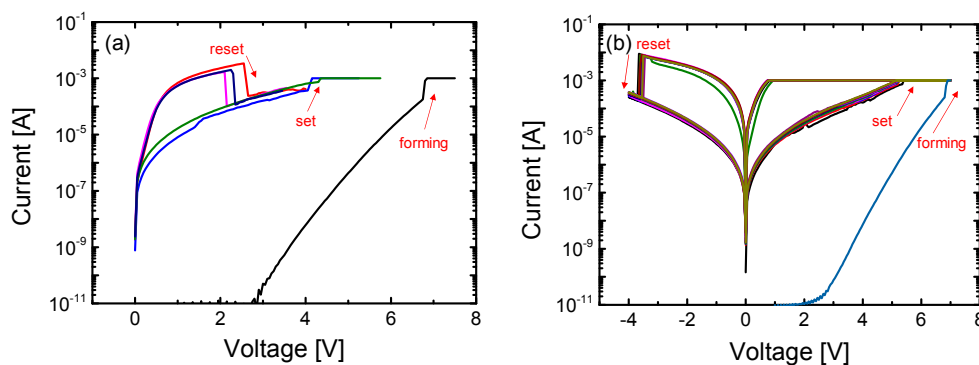 (a)
reset
set
forming
Current [A]
10⁻¹
10⁻³
10⁻⁵
10⁻⁷
10⁻⁹
10⁻¹¹
0 2 4 6 8
Voltage [V]
(b)
reset
set
forming
Current [A]
10⁻¹
10⁻³
10⁻⁵
10⁻⁷
10⁻⁹
10⁻¹¹
-4 -2 0 2 4 6 8
Voltage [V]